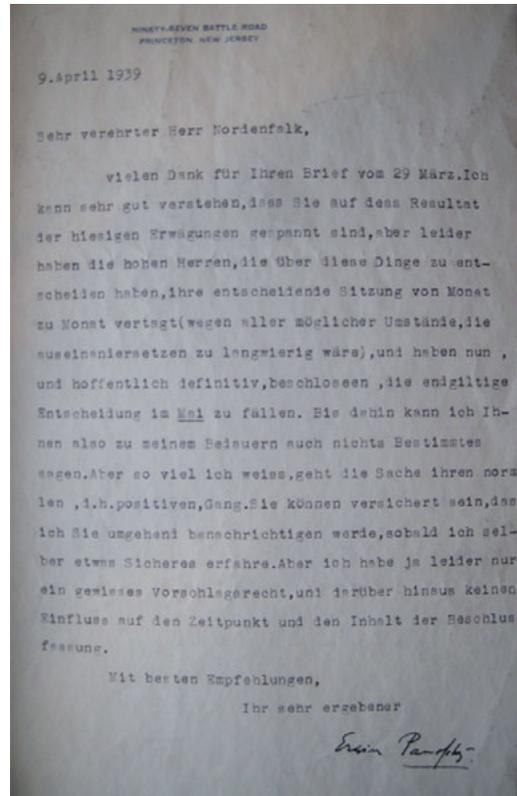 NINETY-SEVEN BATTLE ROAD
PRINCETON, NEW JERSEY
9.April 1939
Sehr verehrter Herr Nordenfalk,
vielen Dank für Ihren Brief vom 29 März.Ich
kann sehr gut verstehen,dass Sie auf dess Resultat
der hiesigen Erwägungen gespannt sind,aber leider
haben die hohen Herren,die über diese Dinge zu ent-
scheiden haben,ihre entscheidende Sitzung von Monat
zu Monat vertagt(wegen aller möglicher Umstände,die
auseinanderzusetzen zu langwierig wäre),und haben nun ,
und hoffentlich definitiv,beschlossen ,die endgiltige
Entscheidung im Mai zu fällen. Bis dahin kann ich Ih-
nen also zu meinem Bedauern auch nichts Bestimmtes
sagen.Aber so viel ich weiss,geht die Sache ihren norm
len ,d.h.positiven,Gang.Sie können versichert sein,das
ich Sie umgehend benachrichtigen werde,sobald ich sel-
ber etwas Sicheres erfahre.Aber ich habe ja leider nur
ein gewisses Vorschlagsrecht,und darüber hinaus keinen
Einfluss auf den Zeitpunkt und den Inhalt der Beschlus
fassung.
Mit besten Empfehlungen,
Ihr sehr ergebener
Erwin Panofsky